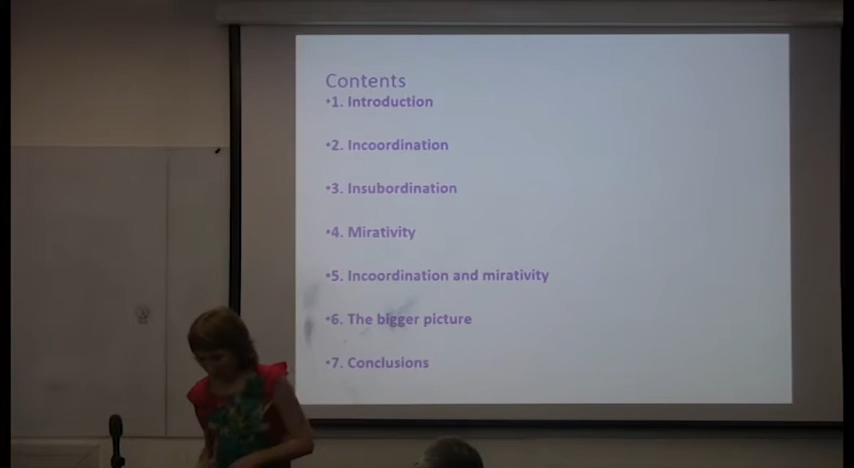 Contents
•1. Introduction
•2. Incoordination
•3. Insubordination
•4. Mirativity
•5. Incoordination and mirativity
•6. The bigger picture
•7. Conclusions